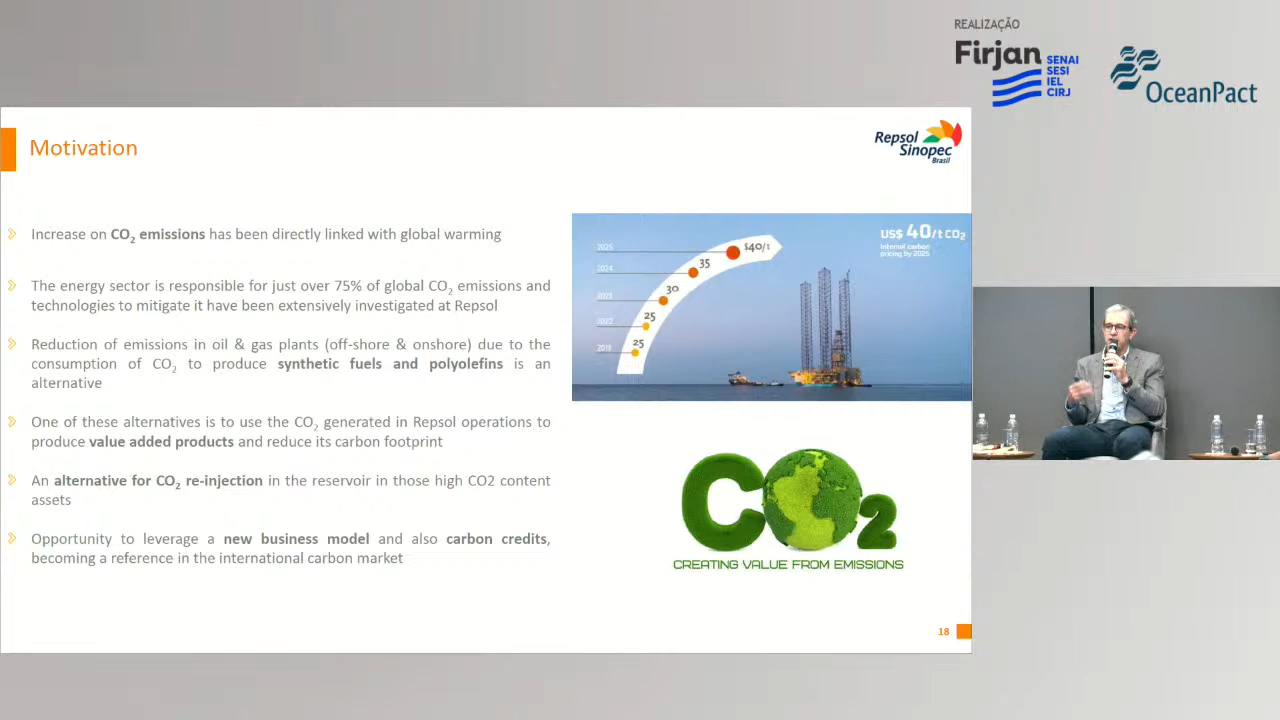 REALIZAÇÃO
Firjan
SENAI
SESI
IEL
CIRJ
OceanPact
Motivation
Repsol
Sinopec
Brasil
Increase on CO2 emissions has been directly linked with global warming
The energy sector is responsible for just over 75% of global CO2 emissions and
technologies to mitigate it have been extensively investigated at Repsol
Reduction of emissions in oil & gas plants (off-shore & onshore) due to the
consumption of CO2 to produce synthetic fuels and polyolefins is an
alternative
One of these alternatives is to use the CO2 generated in Repsol operations to
produce value added products and reduce its carbon footprint
An alternative for CO2 re-injection in the reservoir in those high CO2 content
assets
Opportunity to leverage a new business model and also carbon credits,
becoming a reference in the international carbon market
US$ 40/t CO2
Internal carbon
pricing by 2025
2025 $40/t
2024 35
2023 30
2022 25
2019 25
CO2
CREATING VALUE FROM EMISSIONS
18